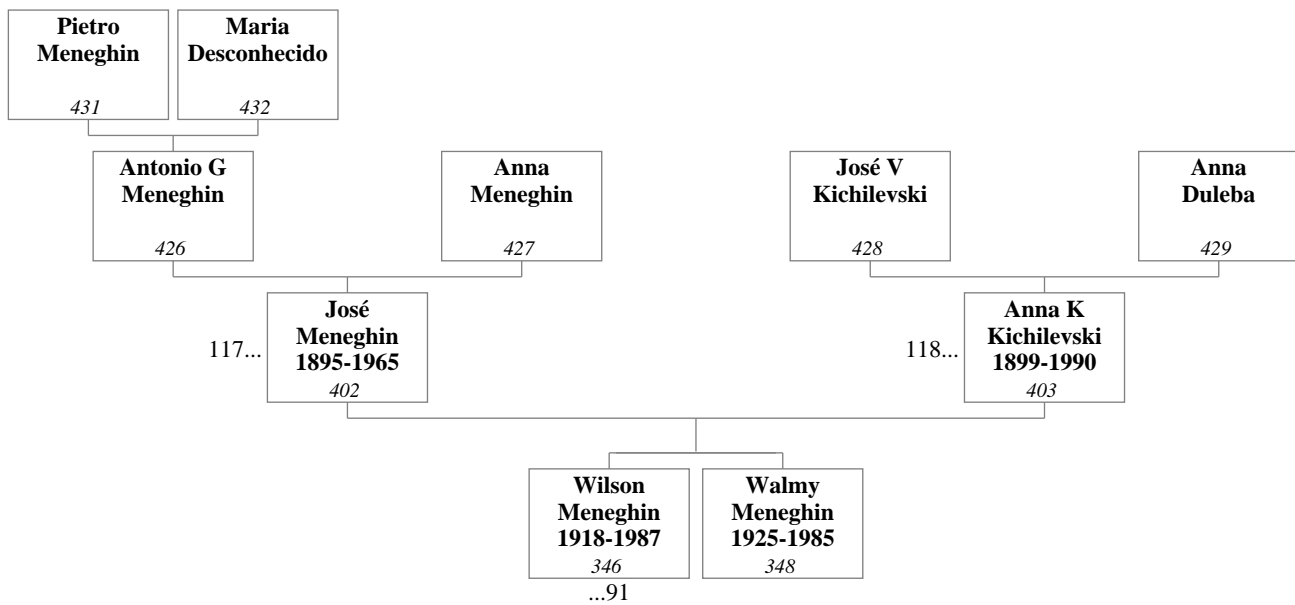 Pietro
Meneghin
431
Maria
Desconhecido
432
Antonio G
Meneghin
426
Anna
Meneghin
427
José V
Kichilevski
428
Anna
Duleba
429
117...
José
Meneghin
1895-1965
402
118...
Anna K
Kichilevski
1899-1990
403
Wilson
Meneghin
1918-1987
346
...91
Walmy
Meneghin
1925-1985
348